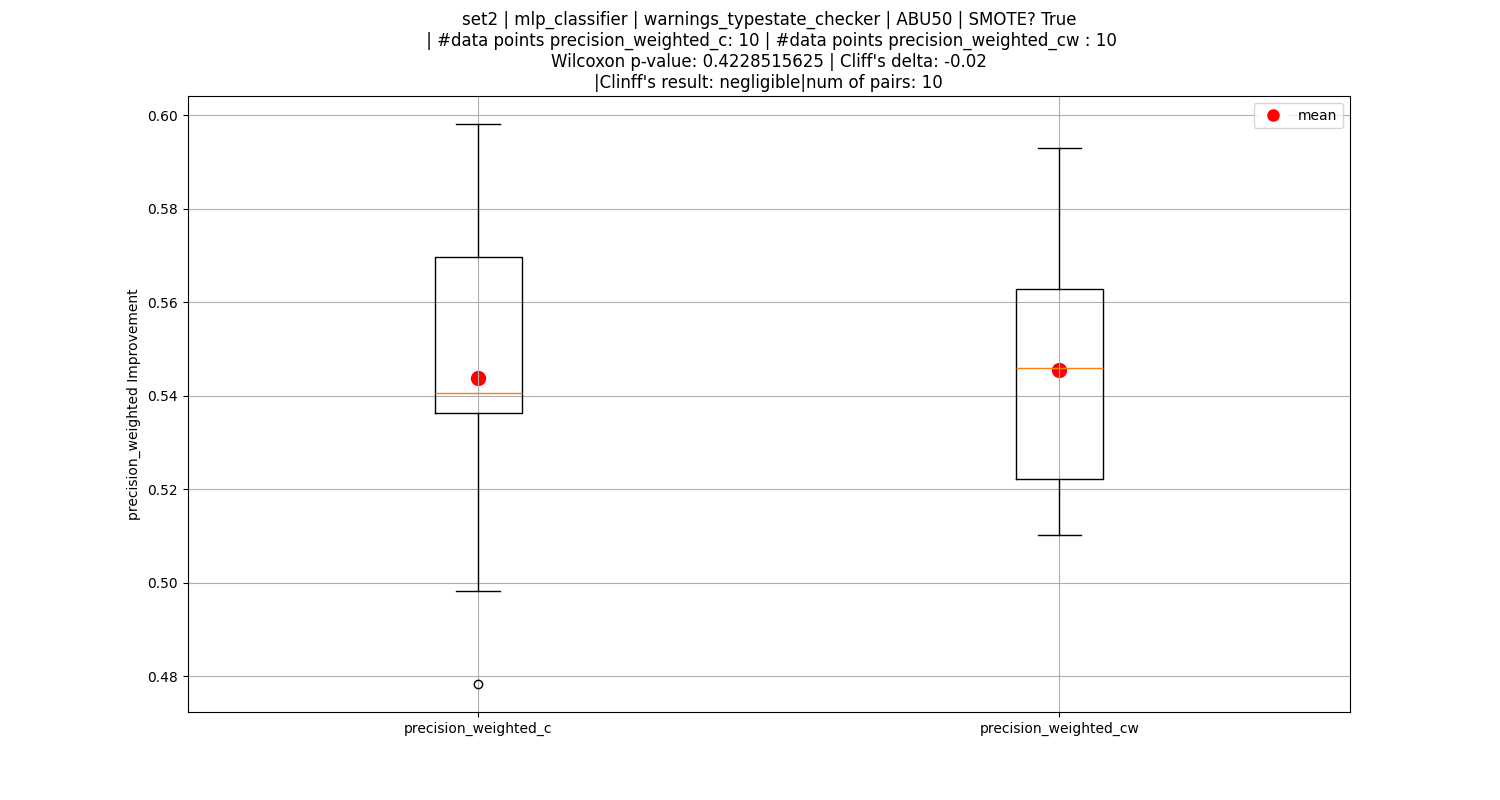 set2 | mlp_classifier | warnings_typestate_checker | ABU50 | SMOTE? True
| #data points precision_weighted_c: 10 | #data points precision_weighted_cw : 10
Wilcoxon p-value: 0.4228515625 | Cliff's delta: -0.02
|Clinff's result: negligible|num of pairs: 10
mean
precision_weighted Improvement
0.60
0.58
0.56
0.54
0.52
0.50
0.48
precision_weighted_c
precision_weighted_cw